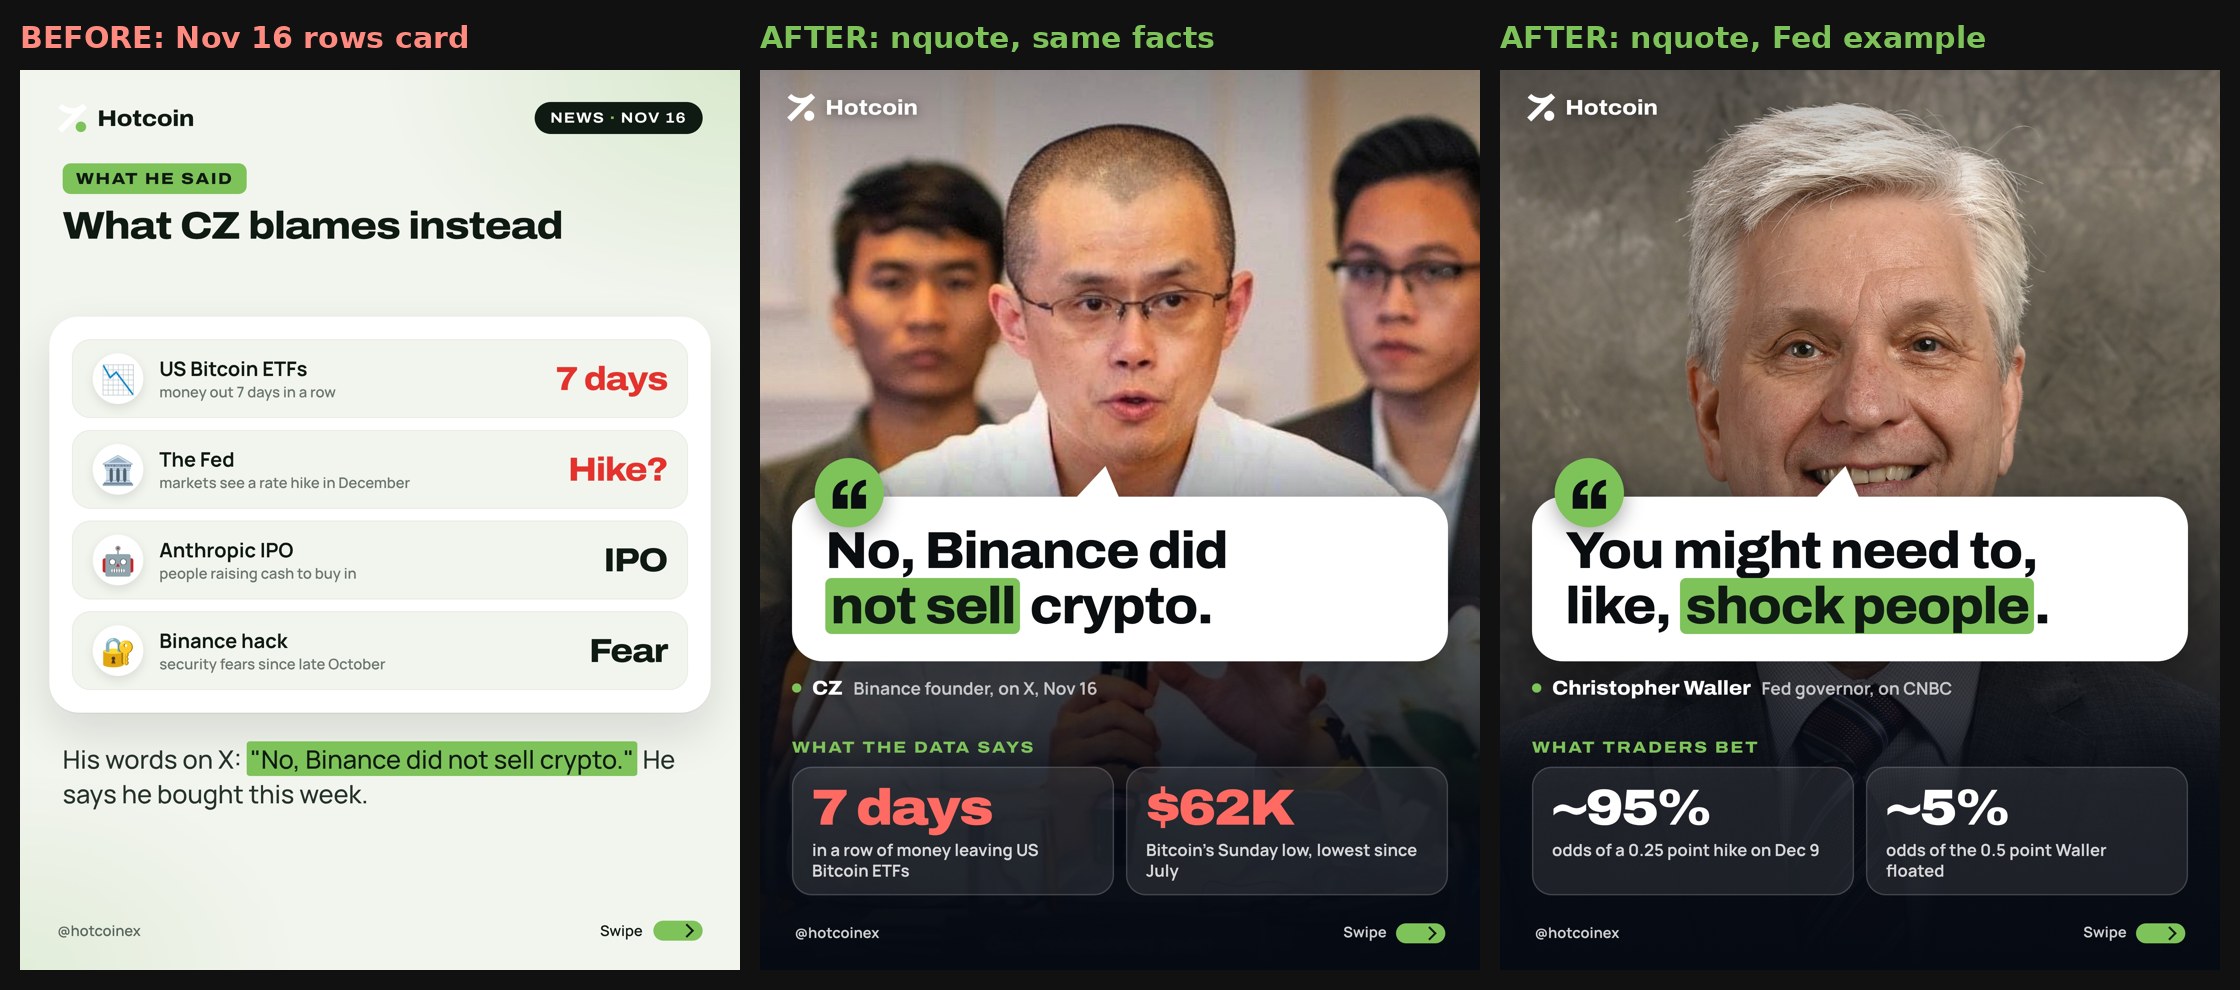 BEFORE: Nov 16 rows card
Hotcoin
NEWS · NOV 16
WHAT HE SAID
What CZ blames instead
US Bitcoin ETFs
money out 7 days in a row
7 days
The Fed
markets see a rate hike in December
Hike?
Anthropic IPO
people raising cash to buy in
IPO
Binance hack
security fears since late October
Fear
His words on X: "No, Binance did not sell crypto." He
says he bought this week.
@hotcoinex
Swipe
AFTER: nquote, same facts
Hotcoin
“
No, Binance did
not sell crypto.
CZ Binance founder, on X, Nov 16
WHAT THE DATA SAYS
7 days
in a row of money leaving US
Bitcoin ETFs
$62K
Bitcoin's Sunday low, lowest since
July
@hotcoinex
Swipe
AFTER: nquote, Fed example
Hotcoin
“
You might need to,
like, shock people.
Christopher Waller Fed governor, on CNBC
WHAT TRADERS BET
~95%
odds of a 0.25 point hike on Dec 9
~5%
odds of the 0.5 point Waller
floated
@hotcoinex
Swipe